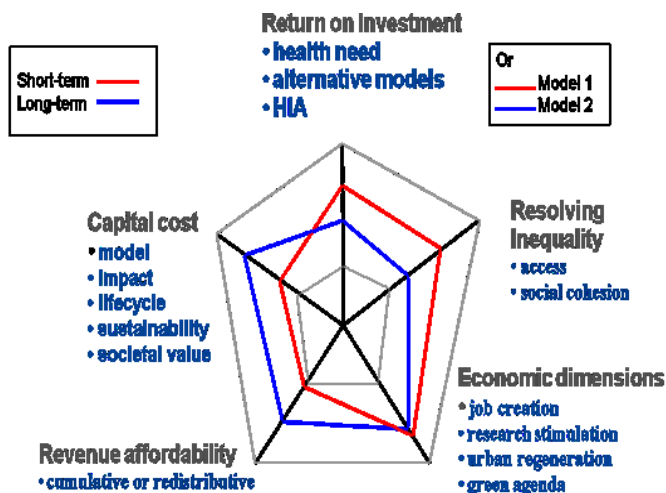 Return on investment
• health need
• alternative models
• HIA
Short-term
Long-term
Or
Model 1
Model 2
Capital cost
• model
• impact
• lifecycle
• sustainability
• societal value
Resolving
Inequality
• access
• social cohesion
Economic dimensions
• job creation
• research stimulation
• urban regeneration
• green agenda
Revenue affordability
• cumulative or redistributive